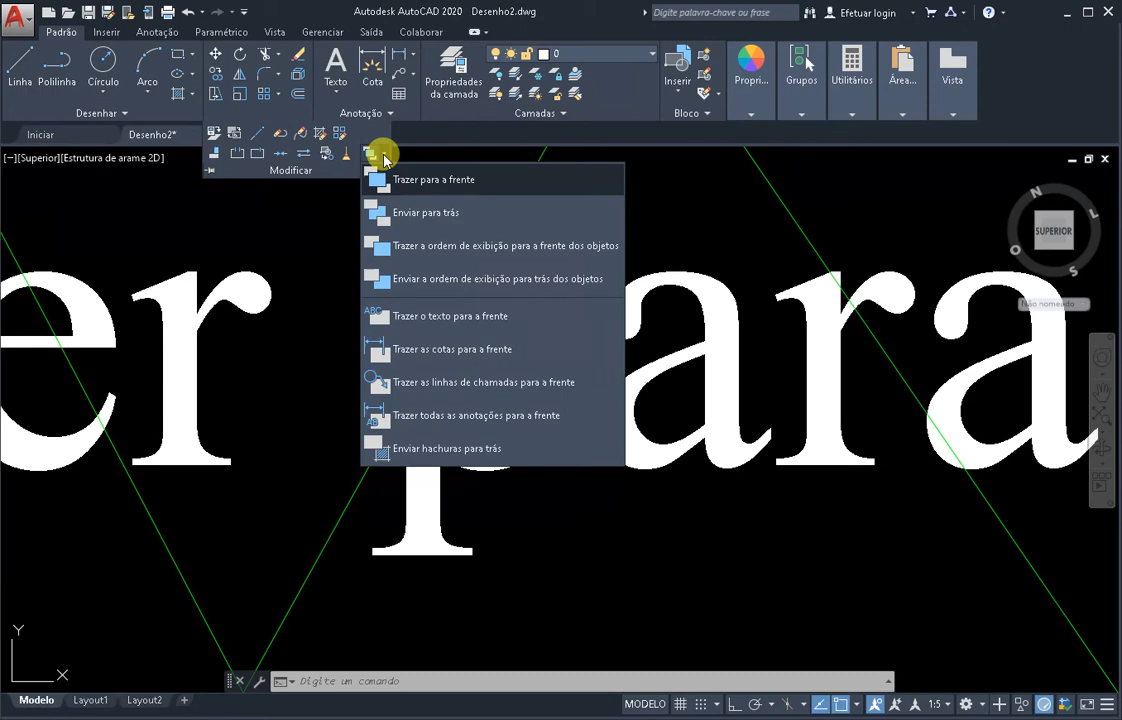 Autodesk AutoCAD 2020 Desenho2.dwg
Digite palavra-chave ou frase
Efetuar login
Padrão Inserir Anotação Paramétrico Vista Gerenciar Saída Colaborar
Linha Polilinha Círculo Arco
Texto Cota
Propriedades da camada
0
Inserir
Propri... Grupos Utilitários Área... Vista
Desenhar Anotação Camadas Bloco
Iniciar Desenho2*
Modificar
[−][Superior][Estrutura de arame 2D]
Trazer para a frente
Enviar para trás
Trazer a ordem de exibição para a frente dos objetos
Enviar a ordem de exibição para trás dos objetos
Trazer o texto para a frente
Trazer as cotas para a frente
Trazer as linhas de chamadas para a frente
Trazer todas as anotações para a frente
Enviar hachuras para trás
N
L
SUPERIOR
O
S
Não nomeado
er para
Y
X
Digite um comando
Modelo Layout1 Layout2 +
MODELO 1:5